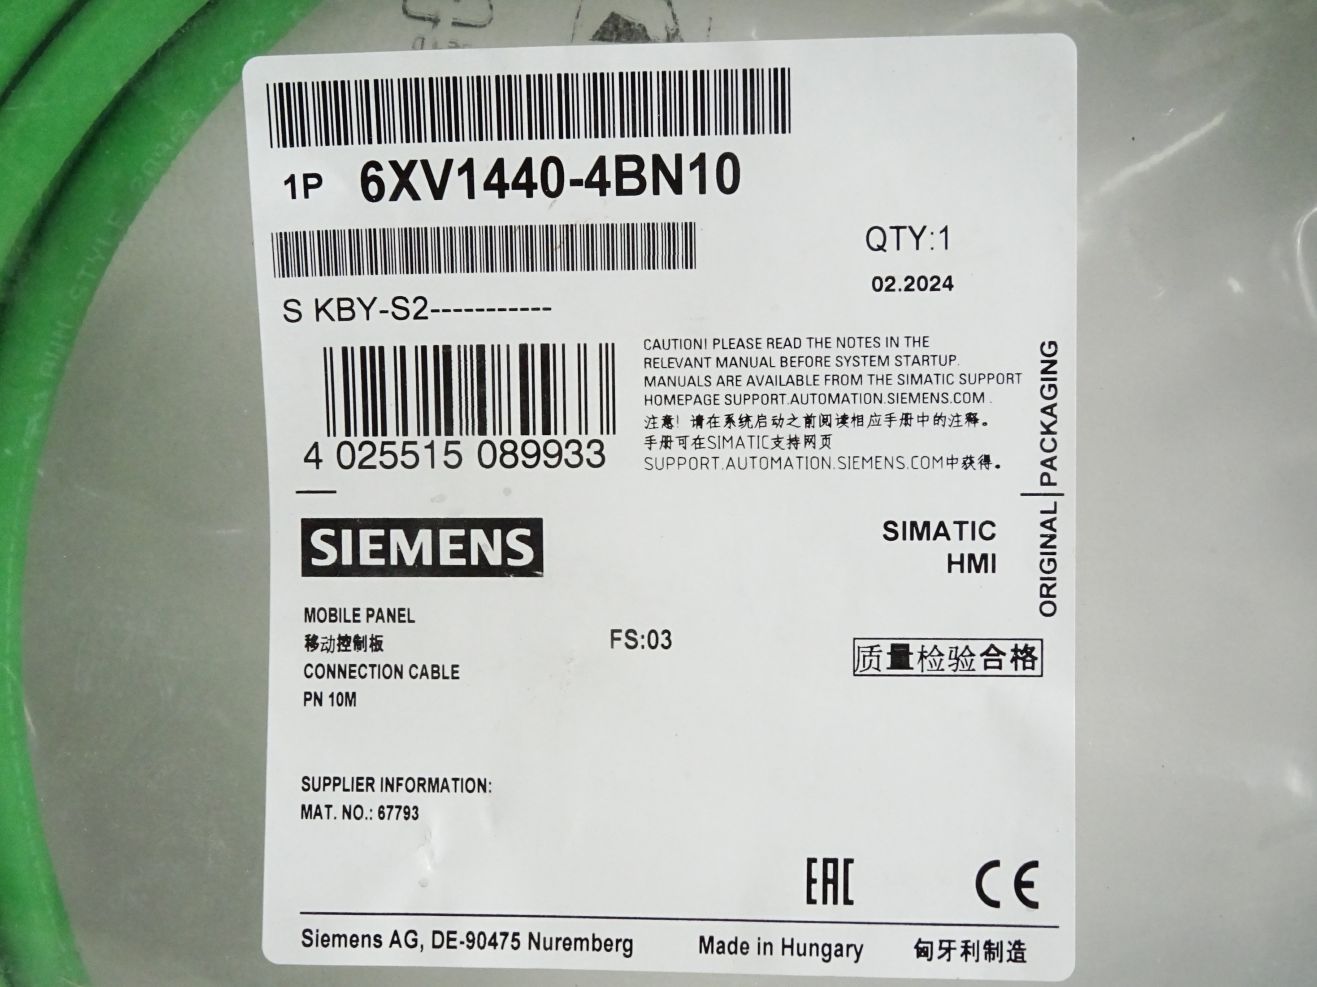 1P 6XV1440-4BN10
S KBY-S2-----------
QTY:1
02.2024
4 025515 089933
CAUTION! PLEASE READ THE NOTES IN THE
RELEVANT MANUAL BEFORE SYSTEM STARTUP.
MANUALS ARE AVAILABLE FROM THE SIMATIC SUPPORT
HOMEPAGE SUPPORT.AUTOMATION.SIEMENS.COM .
注意! 请在系统启动之前阅读相应手册中的注释。
手册可在SIMATIC支持网页
SUPPORT.AUTOMATION.SIEMENS.COM中获得。
ORIGINAL PACKAGING
SIEMENS
SIMATIC
HMI
MOBILE PANEL
移动控制板
CONNECTION CABLE
PN 10M
FS:03
质量检验合格
SUPPLIER INFORMATION:
MAT. NO.: 67793
EAC
CE
Siemens AG, DE-90475 Nuremberg
Made in Hungary
匈牙利制造
STYLE